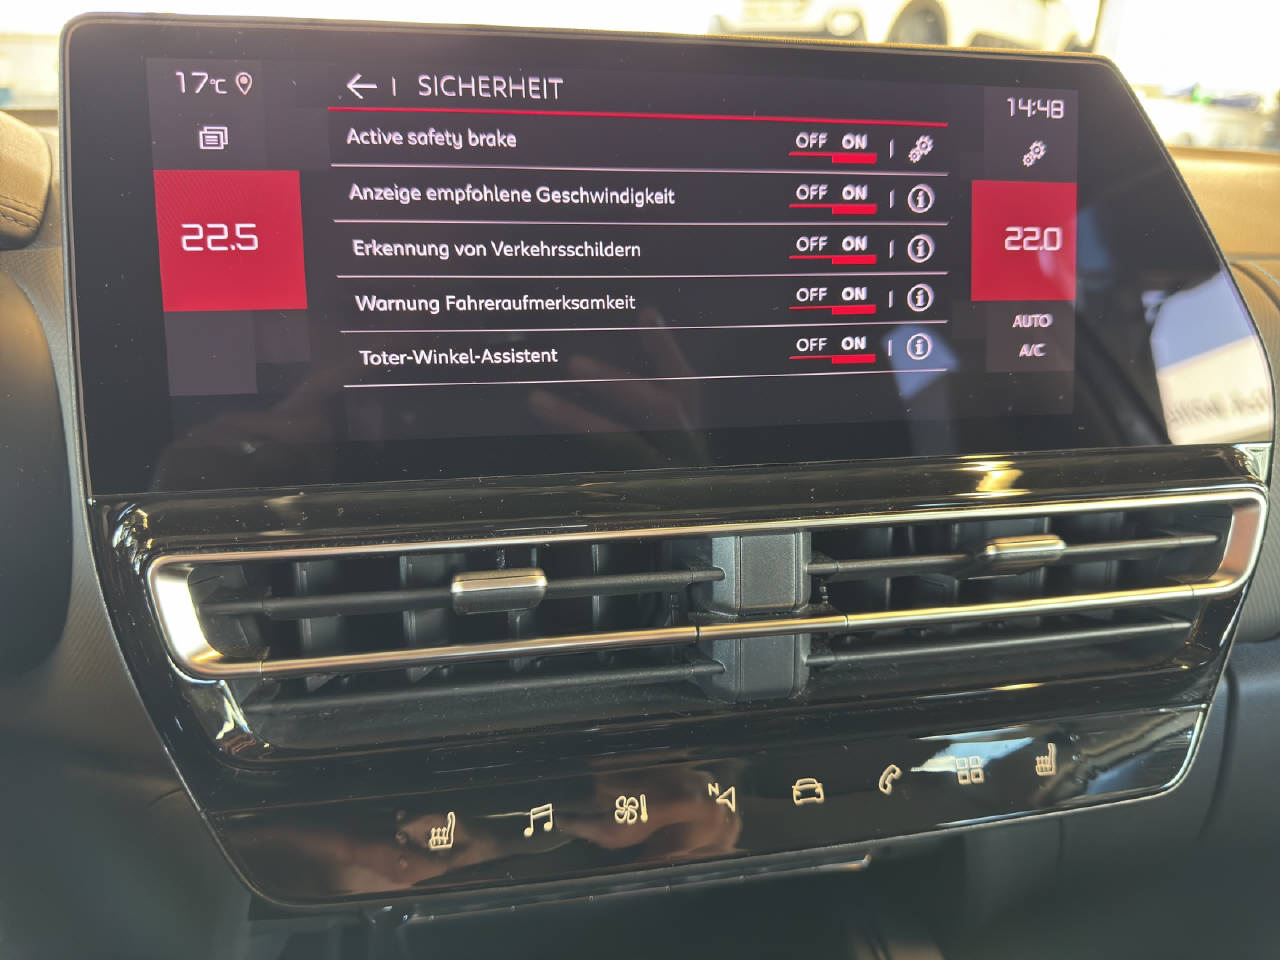 17°C
SICHERHEIT
14:48
Active safety brake OFF ON
22.5
Anzeige empfohlene Geschwindigkeit OFF ON
22.0
Erkennung von Verkehrsschildern OFF ON
Warnung Fahreraufmerksamkeit OFF ON
AUTO
Toter-Winkel-Assistent OFF ON
A/C
N